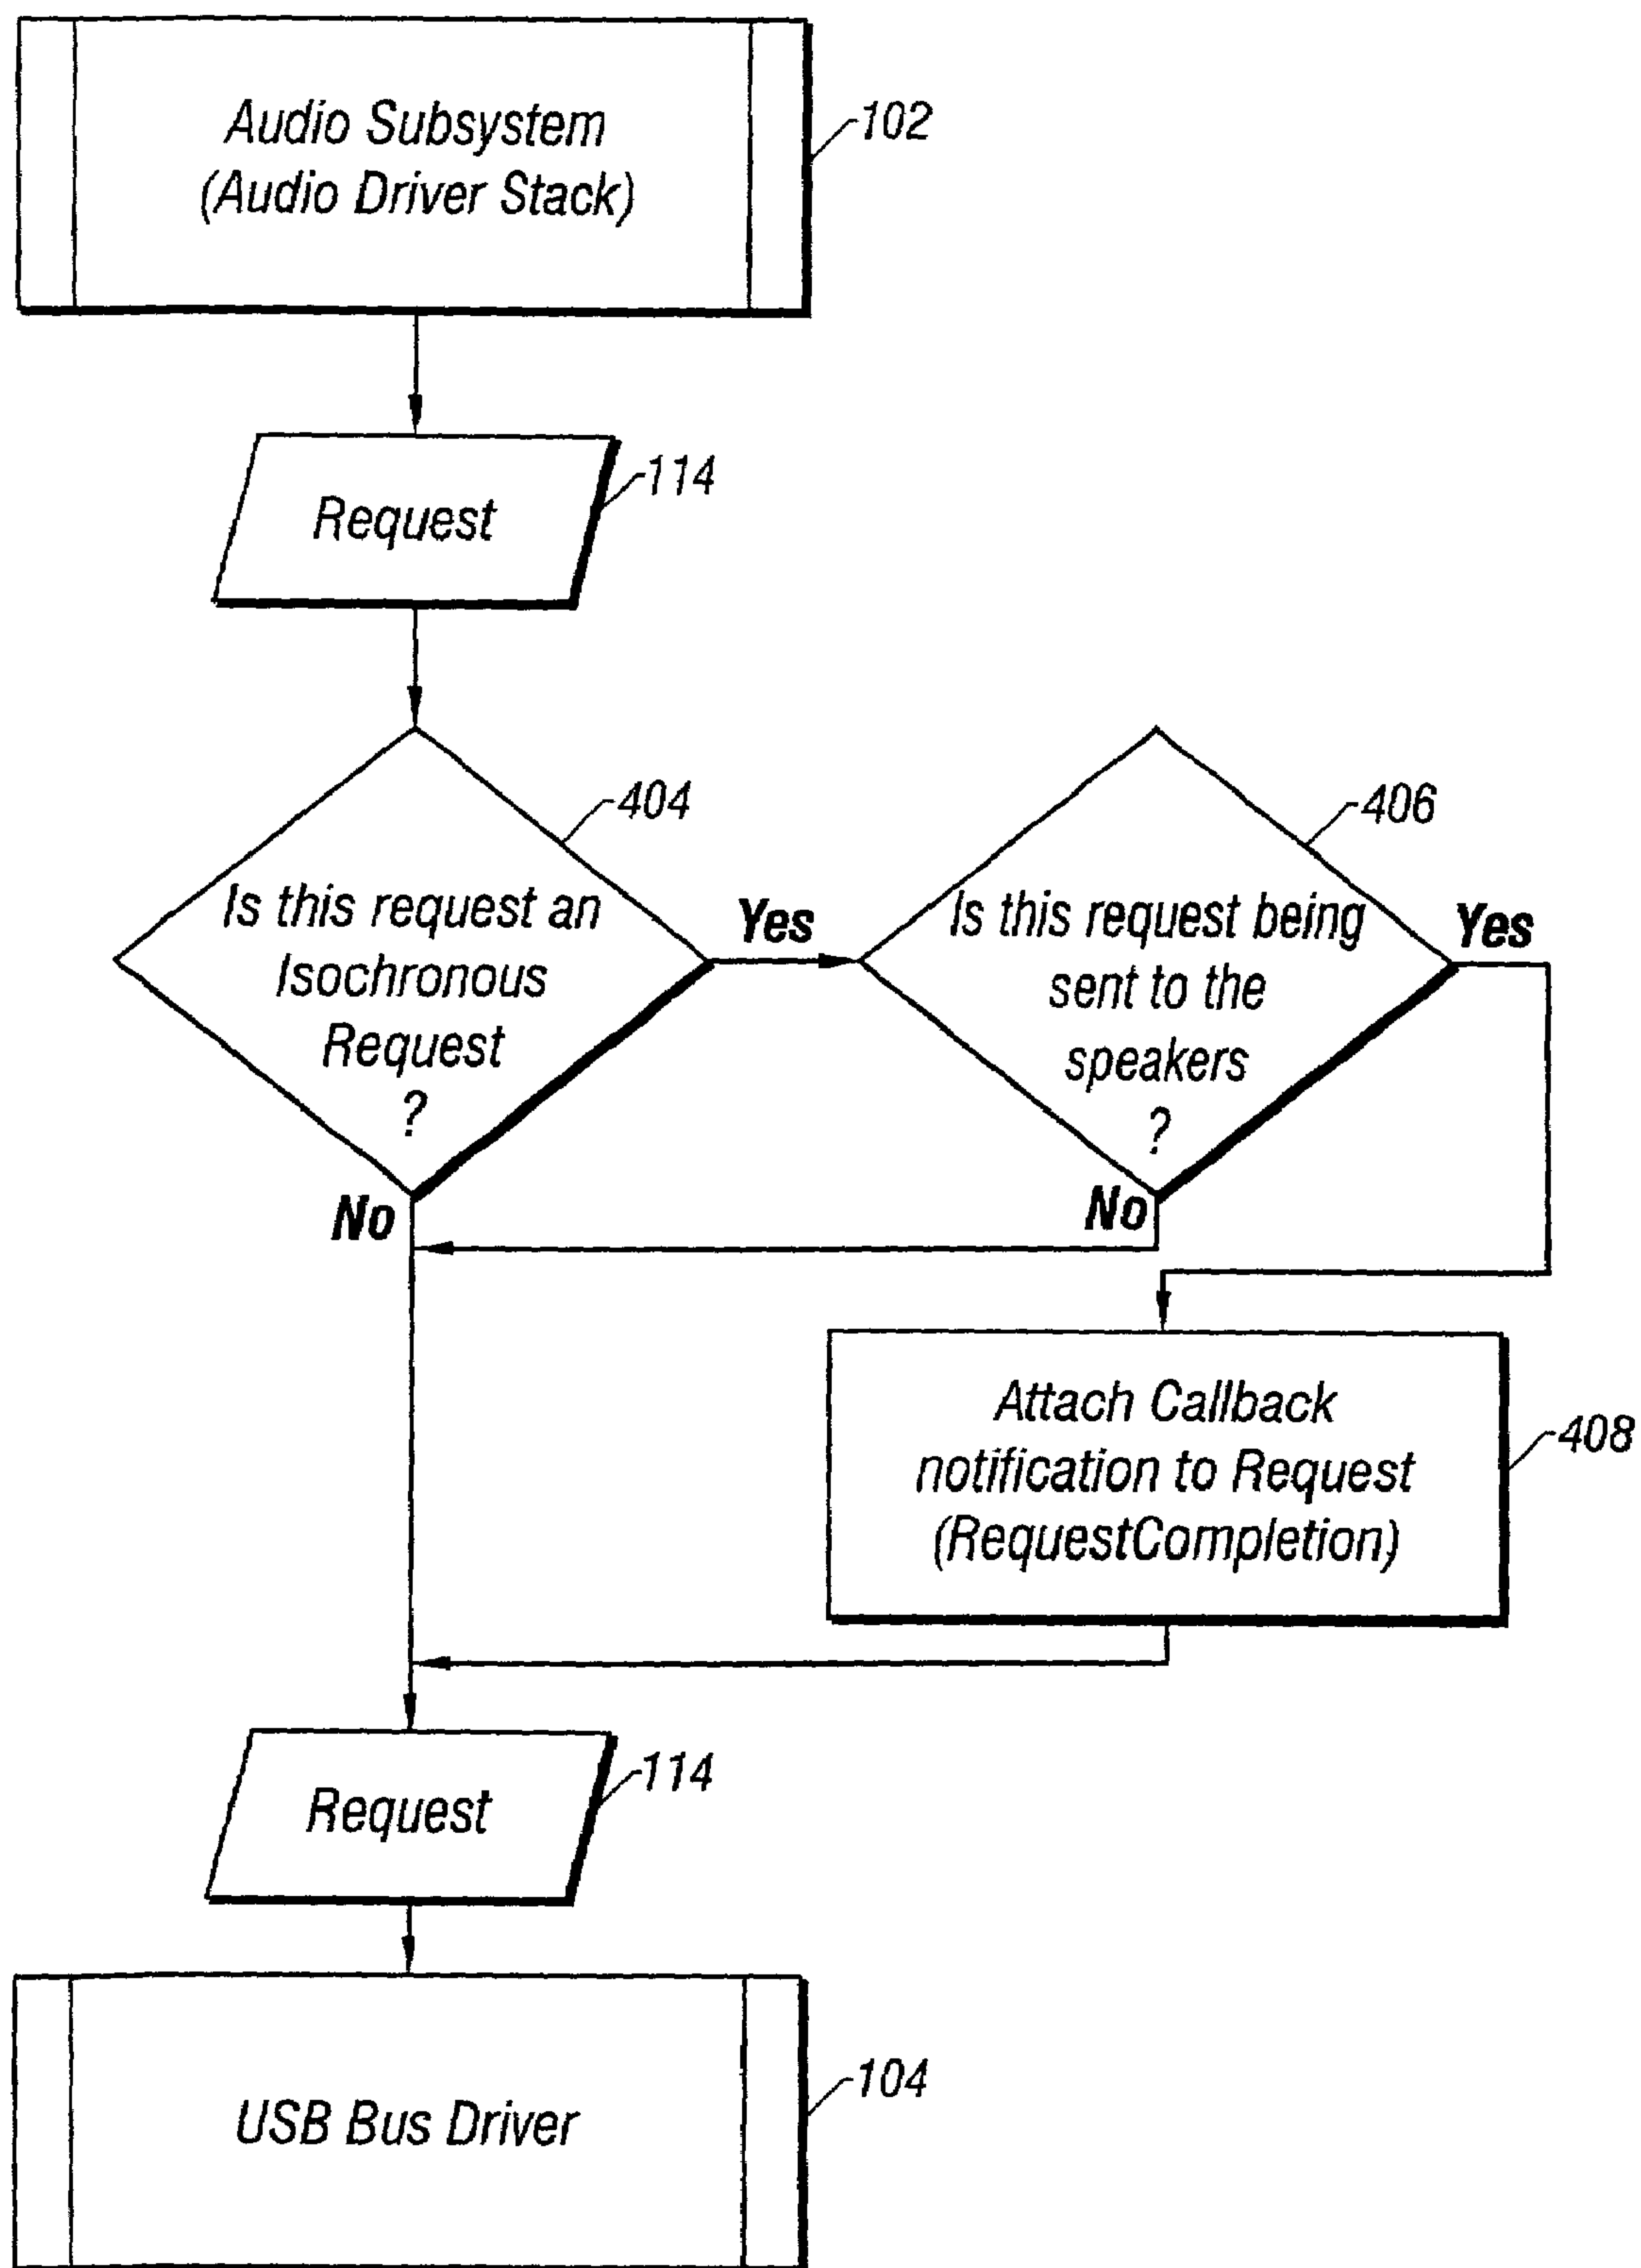 Audio Subsystem
(Audio Driver Stack)
102
Request
114
404
406
Is this request an
Isochronous
Request
?
Yes
Is this request being
sent to the
speakers
?
Yes
No
No
Attach Callback
notification to Request
(RequestCompletion)
408
Request
114
USB Bus Driver
104